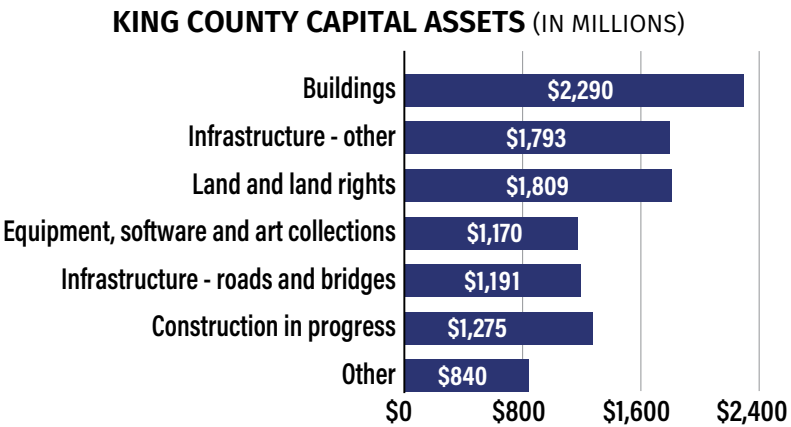 KING COUNTY CAPITAL ASSETS (IN MILLIONS)
Buildings $2,290
Infrastructure - other $1,793
Land and land rights $1,809
Equipment, software and art collections $1,170
Infrastructure - roads and bridges $1,191
Construction in progress $1,275
Other $840
$0 $800 $1,600 $2,400